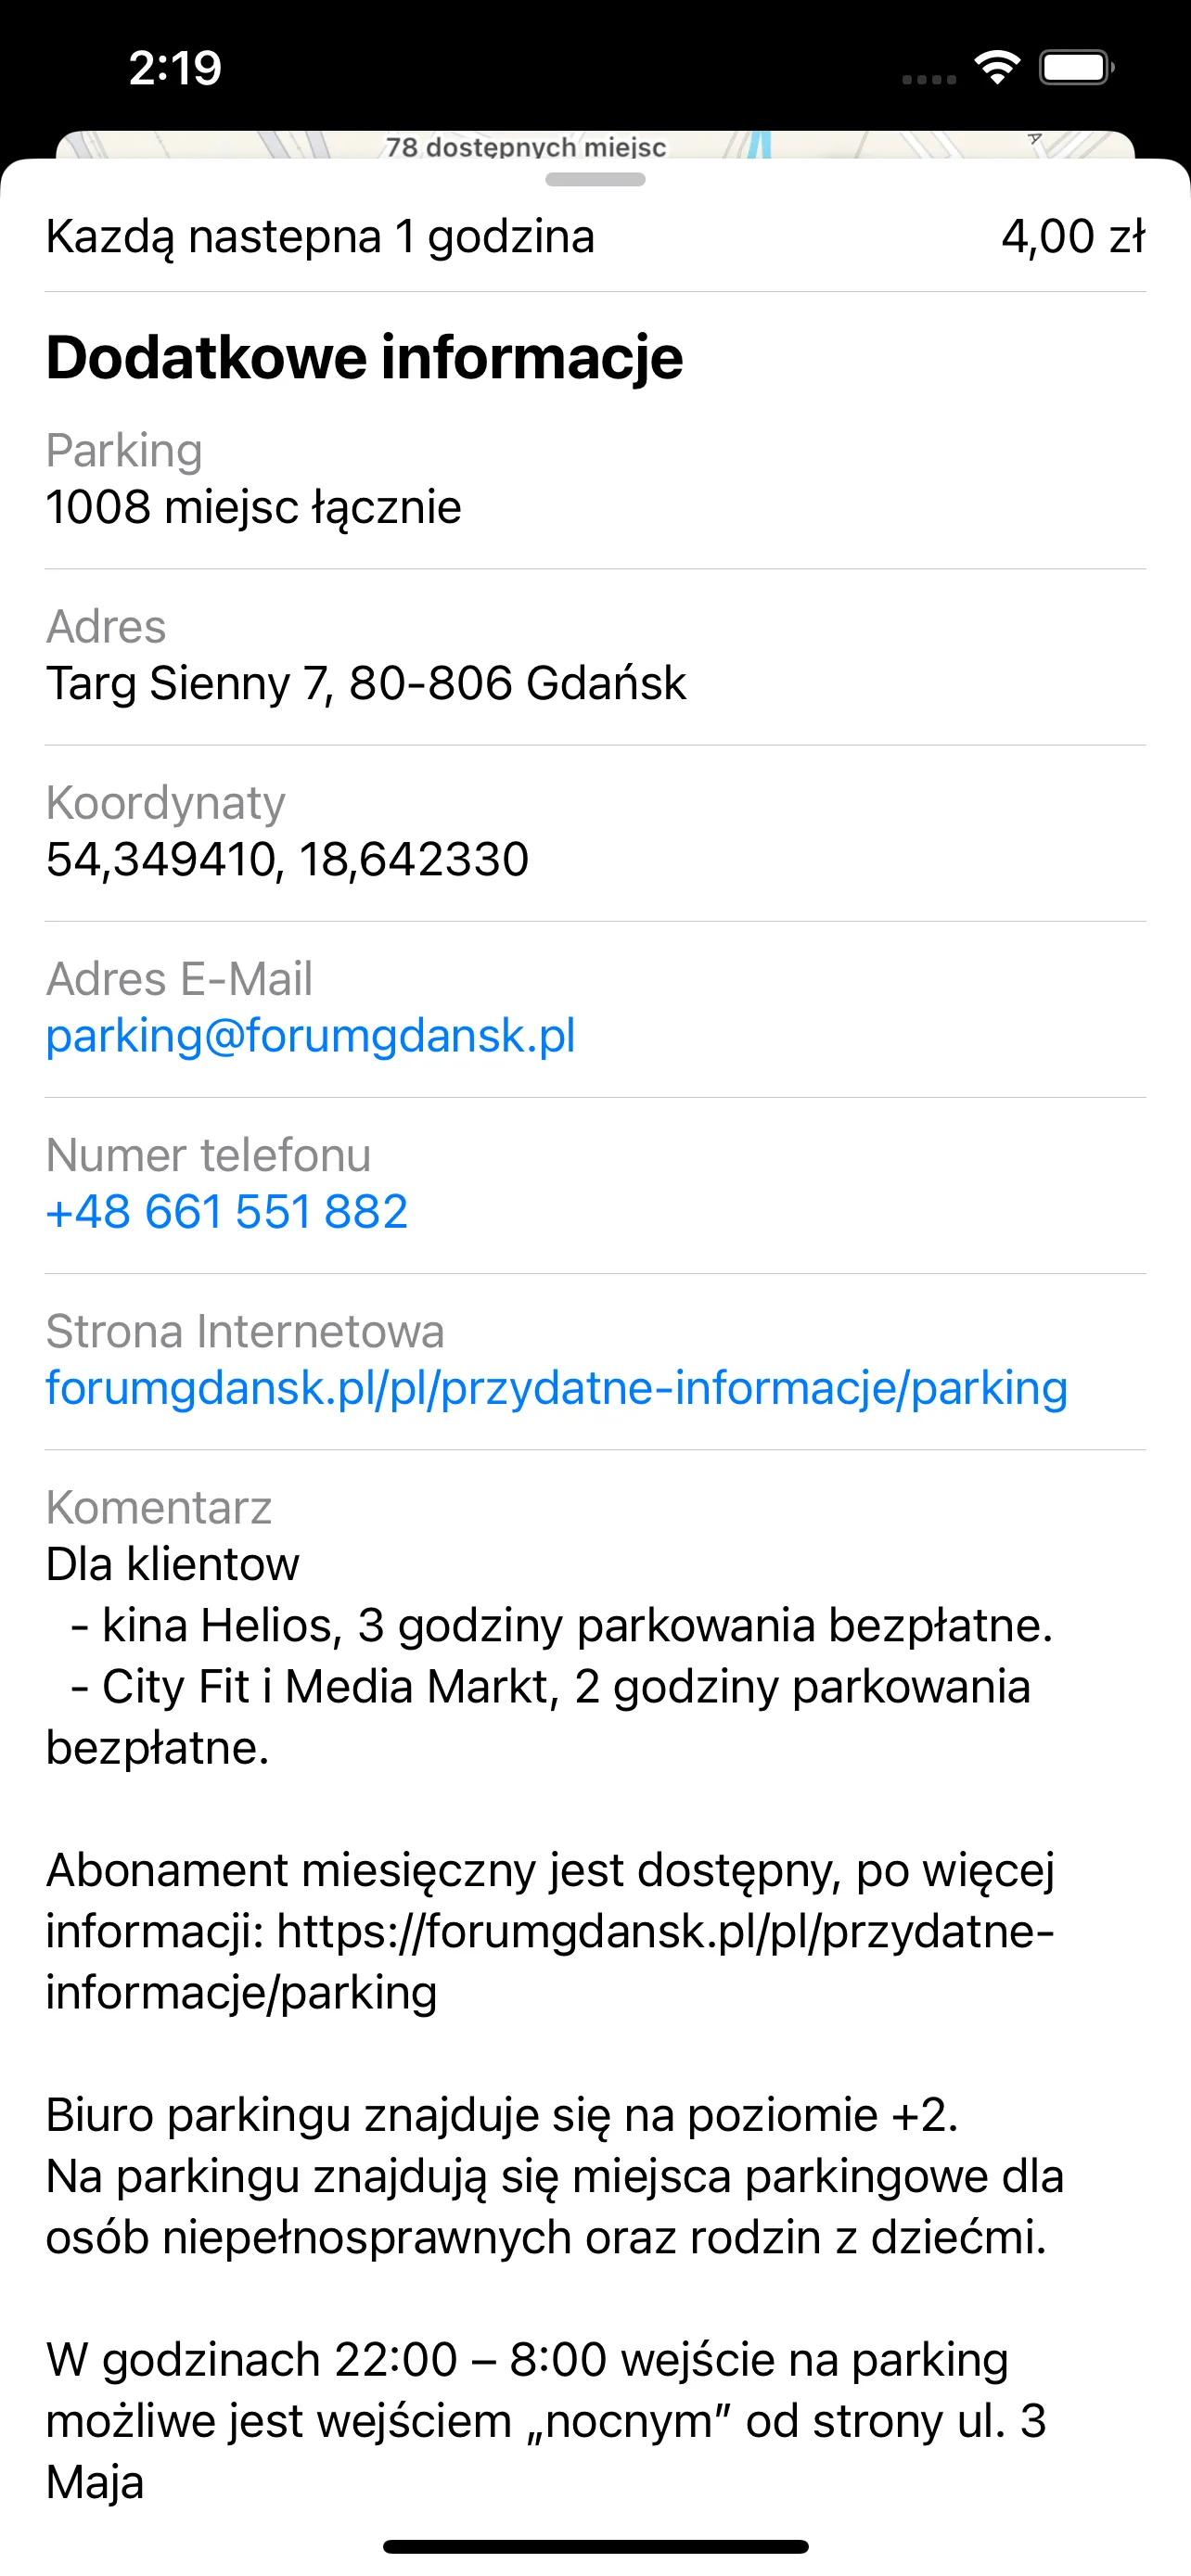 2:19
78 dostępnych miejsc
Kazdą nastepna 1 godzina 4,00 zł
Dodatkowe informacje
Parking
1008 miejsc łącznie
Adres
Targ Sienny 7, 80-806 Gdańsk
Koordynaty
54,349410, 18,642330
Adres E-Mail
parking@forumgdansk.pl
Numer telefonu
+48 661 551 882
Strona Internetowa
forumgdansk.pl/pl/przydatne-informacje/parking
Komentarz
Dla klientow
- kina Helios, 3 godziny parkowania bezpłatne.
- City Fit i Media Markt, 2 godziny parkowania
bezpłatne.
Abonament miesięczny jest dostępny, po więcej
informacji: https://forumgdansk.pl/pl/przydatne-
informacje/parking
Biuro parkingu znajduje się na poziomie +2.
Na parkingu znajdują się miejsca parkingowe dla
osób niepełnosprawnych oraz rodzin z dziećmi.
W godzinach 22:00 – 8:00 wejście na parking
możliwe jest wejściem „nocnym” od strony ul. 3
Maja